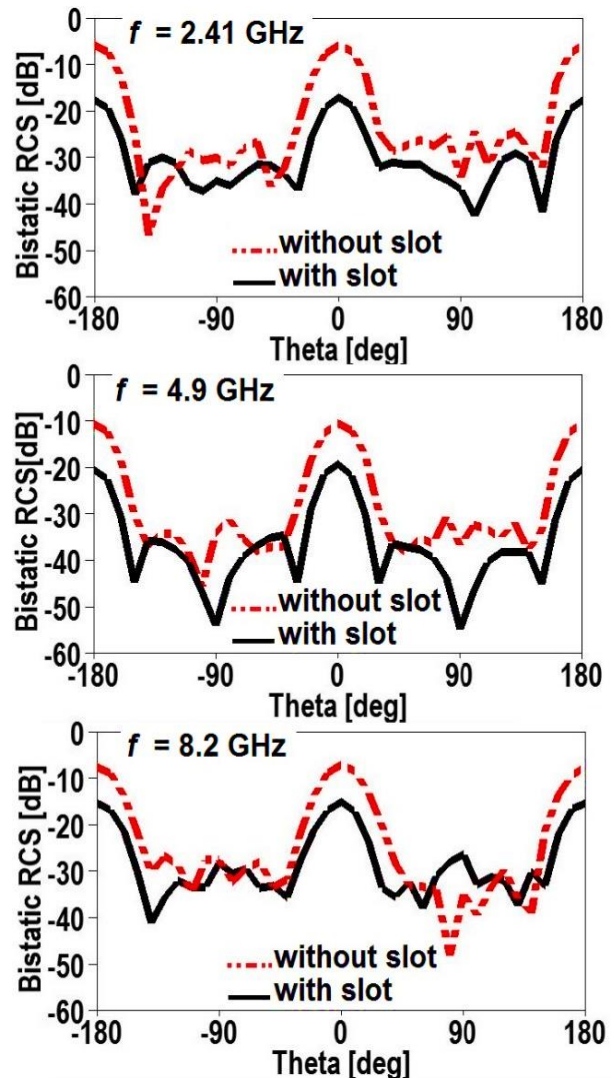 0
f = 2.41 GHz
-10
-20
-30
-40
-50
-60
Bistatic RCS [dB]
without slot
with slot
-180 -90 0 90 180
Theta [deg]
0
f = 4.9 GHz
-10
-20
-30
-40
-50
-60
Bistatic RCS[dB]
without slot
with slot
-180 -90 0 90 180
Theta [deg]
0
f = 8.2 GHz
-10
-20
-30
-40
-50
-60
Bistatic RCS [dB]
without slot
with slot
-180 -90 0 90 180
Theta [deg]